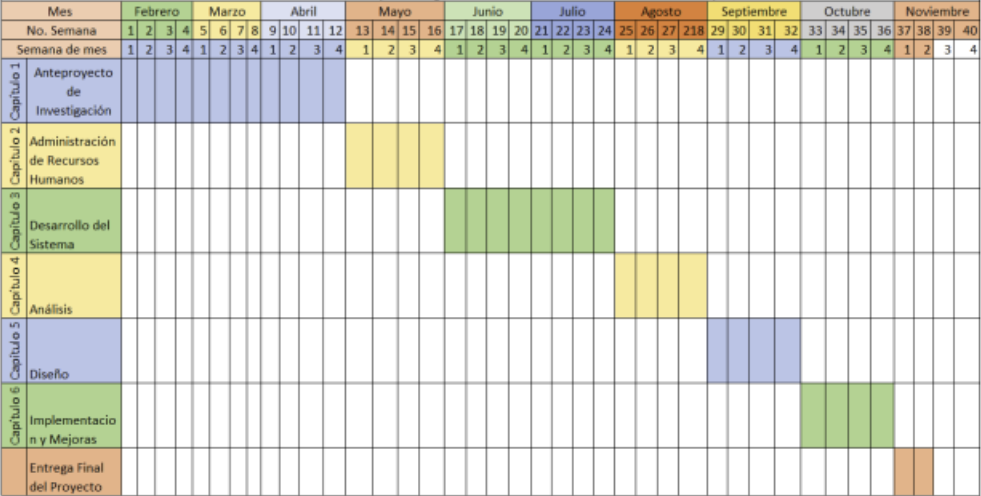 Mes Febrero Marzo Abril Mayo Junio Julio Agosto Septiembre Octubre Noviembre
No. Semana 1 2 3 4 5 6 7 8 9 10 11 12 13 14 15 16 17 18 19 20 21 22 23 24 25 26 27 218 29 30 31 32 33 34 35 36 37 38 39 40
Semana de mes 1 2 3 4 1 2 3 4 1 2 3 4 1 2 3 4 1 2 3 4 1 2 3 4 1 2 3 4 1 2 3 4 1 2 3 4 1 2 3 4
Capítulo 1
Anteproyecto
de
Investigación
Capítulo 2
Administración
de Recursos
Humanos
Capítulo 3
Desarrollo del
Sistema
Capítulo 4
Análisis
Capítulo 5
Diseño
Capítulo 6
Implementacio
n y Mejoras
Entrega Final
del Proyecto